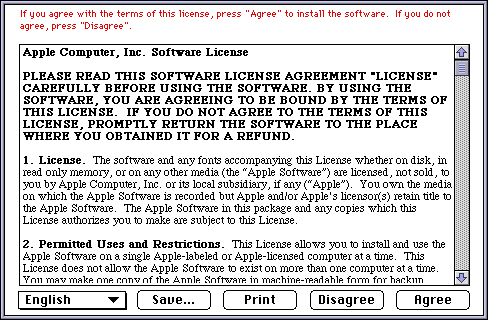 If you agree with the terms of this license, press "Agree" to install the software.  If you do not
agree, press "Disagree".
Apple Computer, Inc. Software License
PLEASE READ THIS SOFTWARE LICENSE AGREEMENT "LICENSE"
CAREFULLY BEFORE USING THE SOFTWARE. BY USING THE
SOFTWARE, YOU ARE AGREEING TO BE BOUND BY THE TERMS OF
THIS LICENSE.  IF YOU DO NOT AGREE TO THE TERMS OF THIS
LICENSE, PROMPTLY RETURN THE SOFTWARE TO THE PLACE
WHERE YOU OBTAINED IT FOR A REFUND.
1. License.  The software and any fonts accompanying this License whether on disk, in
read only memory, or on any other media (the “Apple Software”) are licensed, not sold, to
you by Apple Computer, Inc. or its local subsidiary, if any (“Apple”).  You own the media
on which the Apple Software is recorded but Apple and/or Apple's licensor(s) retain title to
the Apple Software.  The Apple Software in this package and any copies which this
License authorizes you to make are subject to this License.
2. Permitted Uses and Restrictions.  This License allows you to install and use the
Apple Software on a single Apple-labeled or Apple-licensed computer at a time.  This
License does not allow the Apple Software to exist on more than one computer at a time.
You may make one copy of the Apple Software in machine-readable form for backup
English
Save...
Print
Disagree
Agree